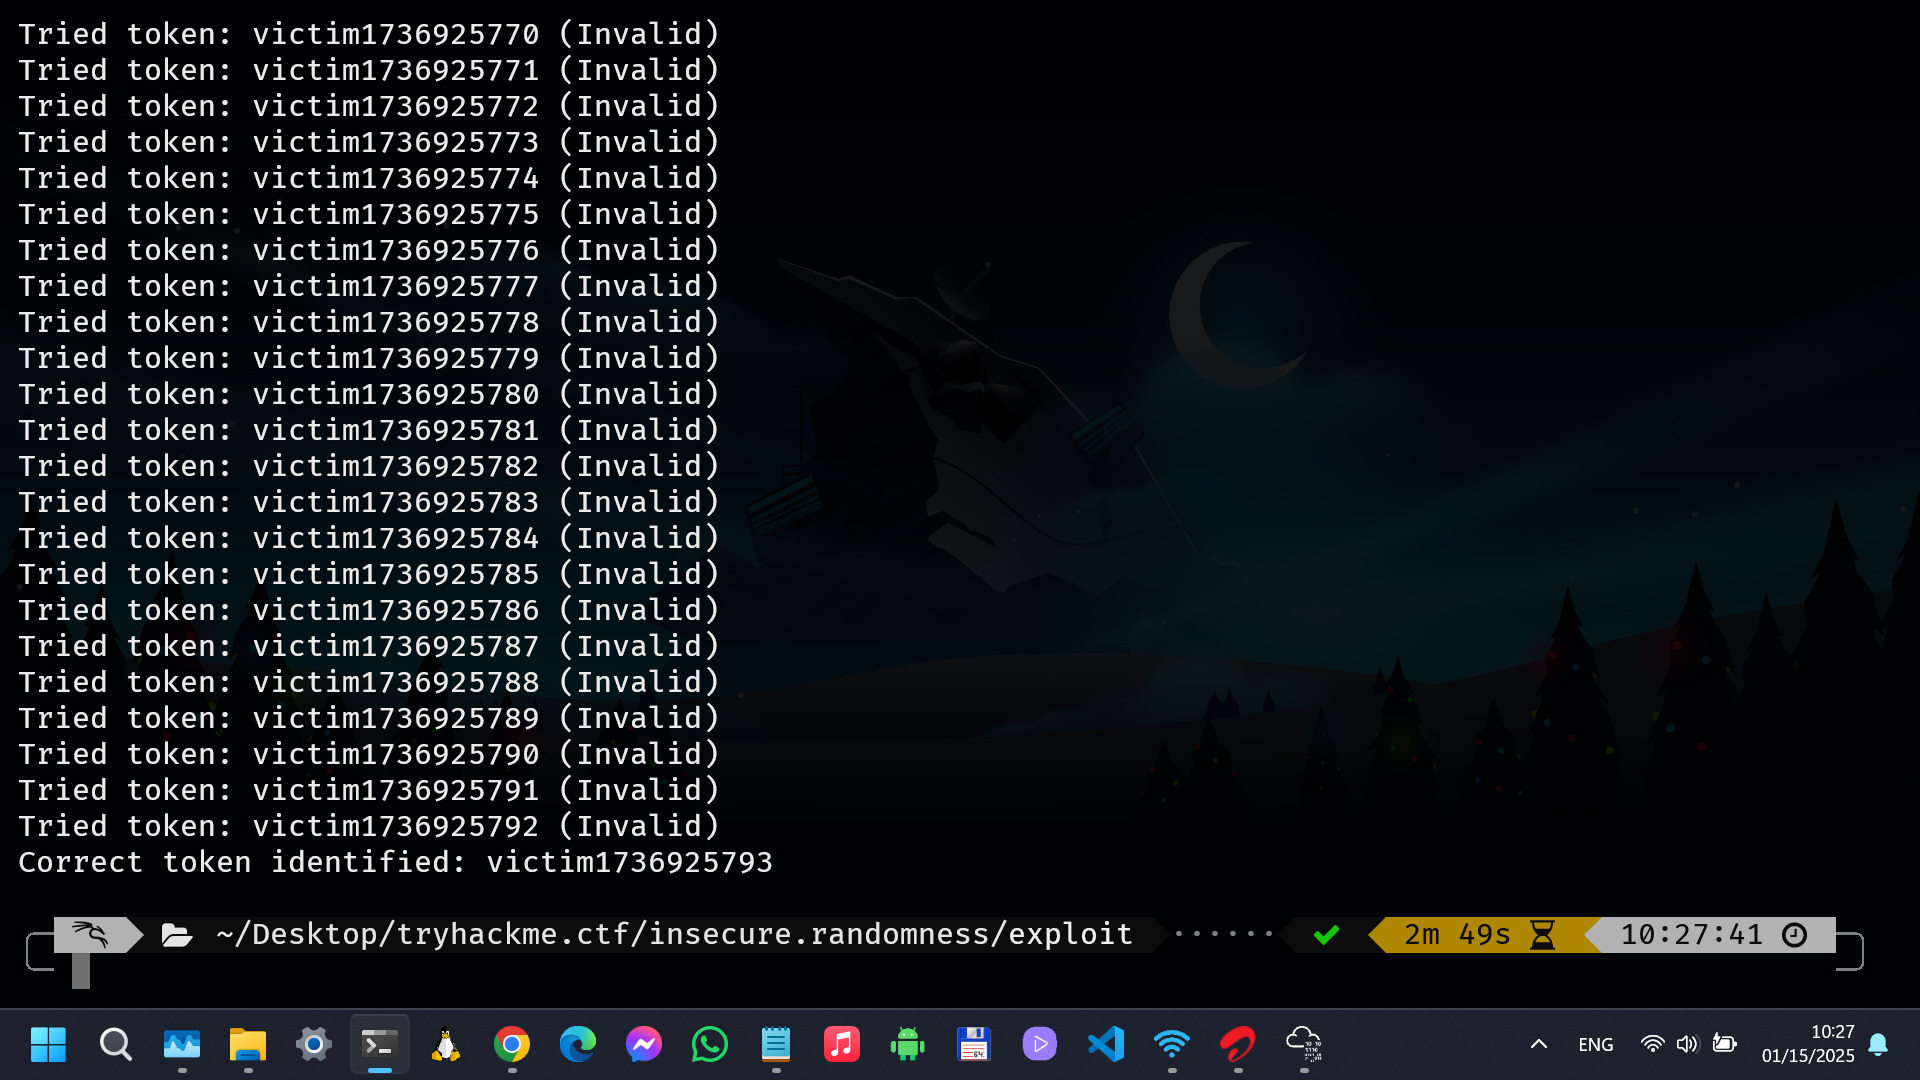 Tried token: victim1736925770 (Invalid)
Tried token: victim1736925771 (Invalid)
Tried token: victim1736925772 (Invalid)
Tried token: victim1736925773 (Invalid)
Tried token: victim1736925774 (Invalid)
Tried token: victim1736925775 (Invalid)
Tried token: victim1736925776 (Invalid)
Tried token: victim1736925777 (Invalid)
Tried token: victim1736925778 (Invalid)
Tried token: victim1736925779 (Invalid)
Tried token: victim1736925780 (Invalid)
Tried token: victim1736925781 (Invalid)
Tried token: victim1736925782 (Invalid)
Tried token: victim1736925783 (Invalid)
Tried token: victim1736925784 (Invalid)
Tried token: victim1736925785 (Invalid)
Tried token: victim1736925786 (Invalid)
Tried token: victim1736925787 (Invalid)
Tried token: victim1736925788 (Invalid)
Tried token: victim1736925789 (Invalid)
Tried token: victim1736925790 (Invalid)
Tried token: victim1736925791 (Invalid)
Tried token: victim1736925792 (Invalid)
Correct token identified: victim1736925793
~/Desktop/tryhackme.ctf/insecure.randomness/exploit ······ 2m 49s 10:27:41
ENG
10:27
01/15/2025